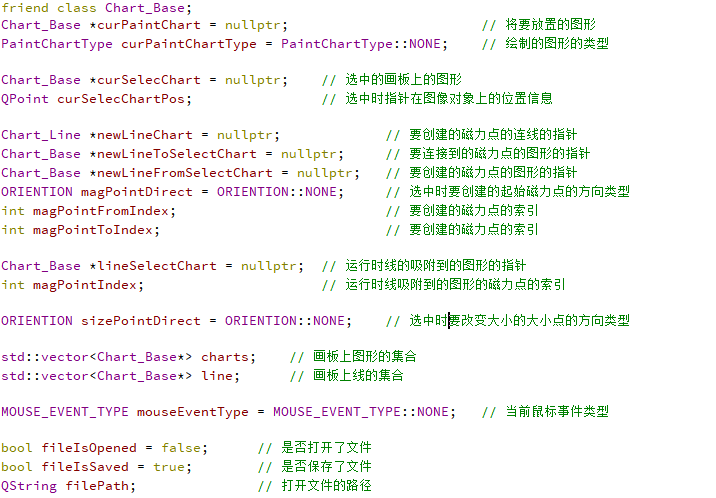 friend class Chart_Base;
Chart_Base *curPaintChart = nullptr; // 将要放置的图形
PaintChartType curPaintChartType = PaintChartType::NONE; // 绘制的图形的类型
Chart_Base *curSelecChart = nullptr; // 选中的画板上的图形
QPoint curSelecChartPos; // 选中时指针在图像对象上的位置信息
Chart_Line *newLineChart = nullptr; // 要创建的磁力点的连线的指针
Chart_Base *newLineToSelectChart = nullptr; // 要连接到的磁力点的图形的指针
Chart_Base *newLineFromSelectChart = nullptr; // 要创建的磁力点的图形的指针
ORIENTION magPointDirect = ORIENTION::NONE; // 选中时要创建的起始磁力点的方向类型
int magPointFromIndex; // 要创建的磁力点的索引
int magPointToIndex; // 要创建的磁力点的索引
Chart_Base *lineSelectChart = nullptr; // 运行时线的吸附到的图形的指针
int magPointIndex; // 运行时线吸附到的图形的磁力点的索引
ORIENTION sizePointDirect = ORIENTION::NONE; // 选中时要改变大小的大小点的方向类型
std::vector<Chart_Base*> charts; // 画板上图形的集合
std::vector<Chart_Base*> line; // 画板上线的集合
MOUSE_EVENT_TYPE mouseEventType = MOUSE_EVENT_TYPE::NONE; // 当前鼠标事件类型
bool fileIsOpened = false; // 是否打开了文件
bool fileIsSaved = true; // 是否保存了文件
QString filePath; // 打开文件的路径